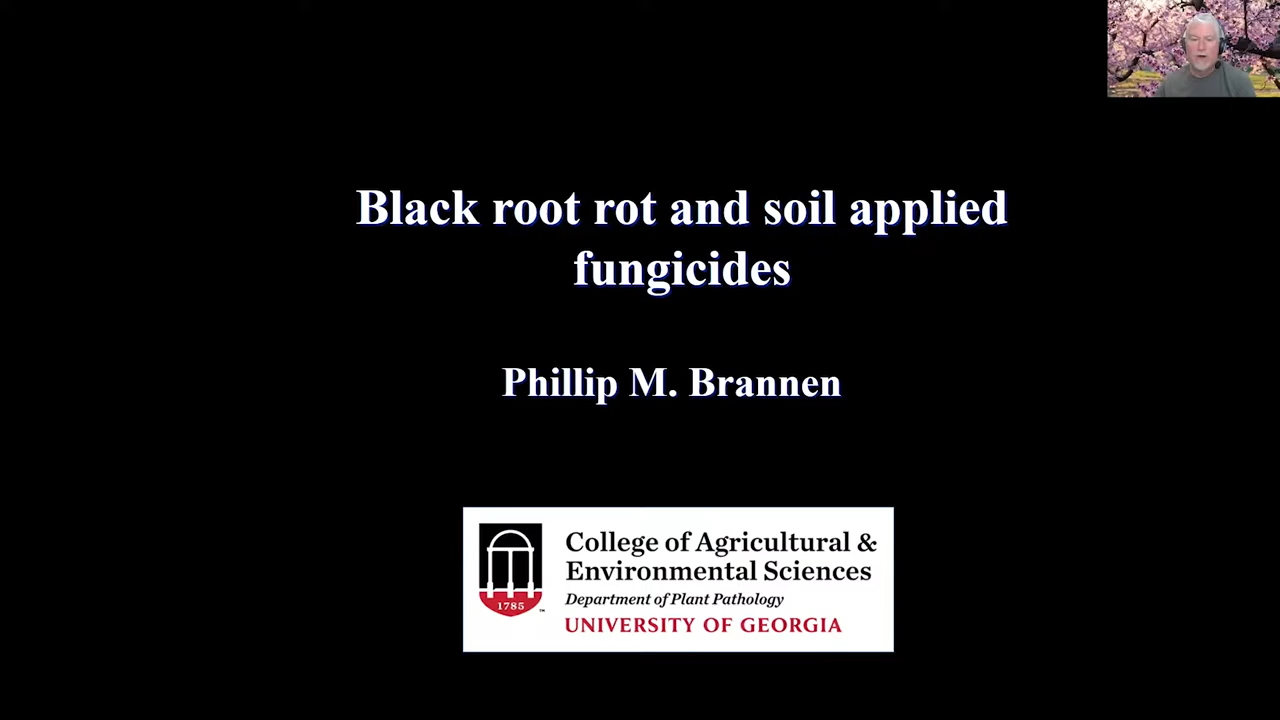 Black root rot and soil applied
fungicides
Phillip M. Brannen
College of Agricultural &
Environmental Sciences
Department of Plant Pathology
UNIVERSITY OF GEORGIA
1785
™